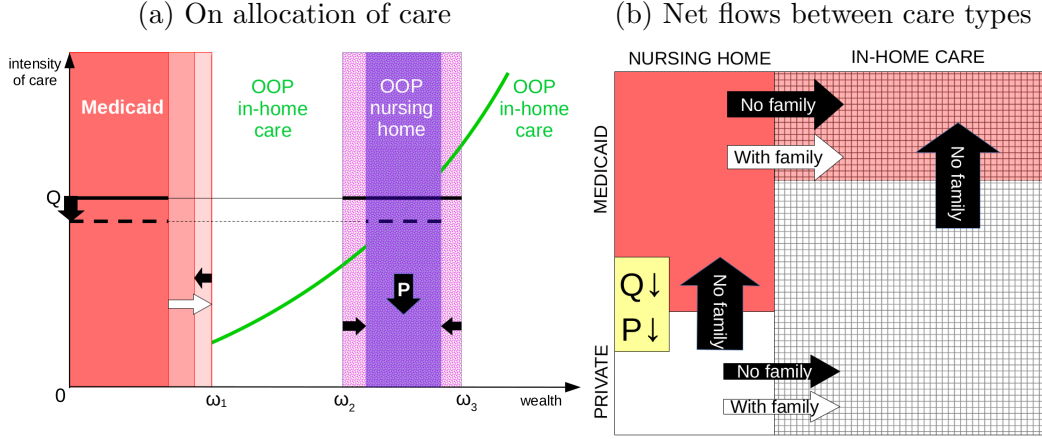 (a) On allocation of care
intensity
of care
Medicaid
OOP
in-home
care
OOP
nursing
home
OOP
in-home
care
Q
P
0
ω₁
ω₂
ω₃
wealth
(b) Net flows between care types
NURSING HOME
IN-HOME CARE
MEDICAID
PRIVATE
No family
With family
No family
Q↓
P↓
No family
No family
With family